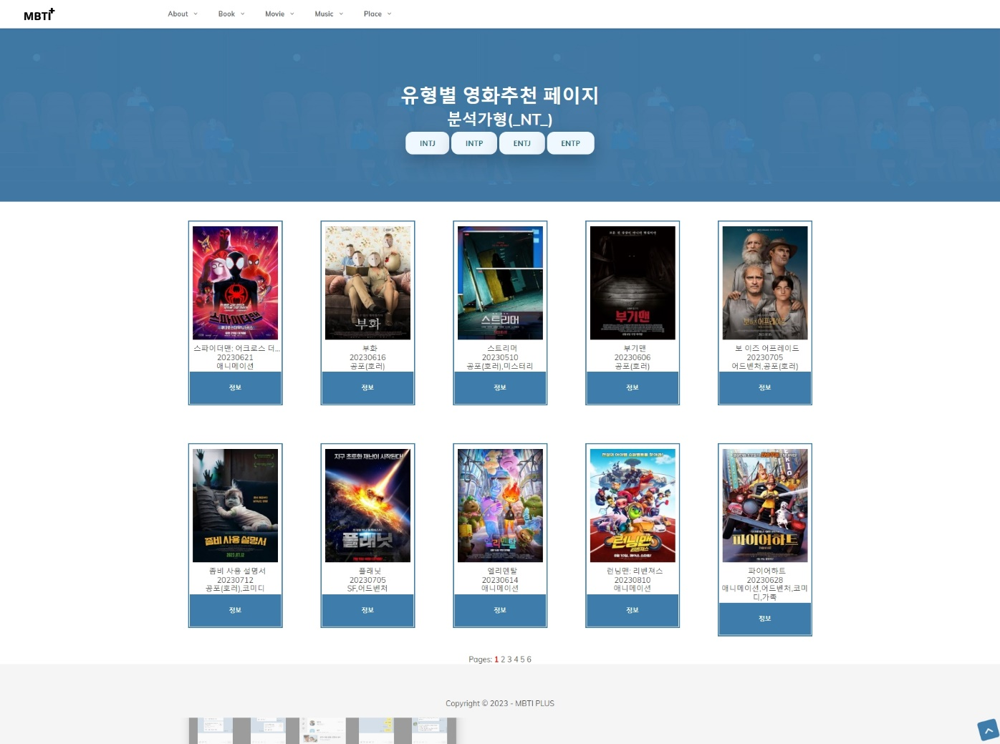 MBTI+
About Book Movie Music Place
유형별 영화추천 페이지
분석가형(_NT_)
INTJ INTP ENTJ ENTP
스파이더맨
부화
스트리머
부기맨
스파이더맨: 어크로스 더...
20230621
애니메이션
정보
부화
20230616
공포(호러)
정보
스트리머
20230510
공포(호러),미스터리
정보
부기맨
20230606
공포(호러)
정보
보 이즈 어프레이드
20230705
어드벤처,공포(호러)
정보
좀비 사용 설명서
2023.07.12
지구 초토화 재난이 시작된다!
플래닛
엘리멘탈
런닝맨
리벤져스
파이어하트
좀비 사용 설명서
20230712
공포(호러),코미디
정보
플래닛
20230705
SF,어드벤처
정보
엘리멘탈
20230614
애니메이션
정보
런닝맨: 리벤져스
20230810
애니메이션
정보
파이어하트
20230628
애니메이션,어드벤처,코미
디,가족
정보
Pages: 1 2 3 4 5 6
Copyright © 2023 - MBTI PLUS